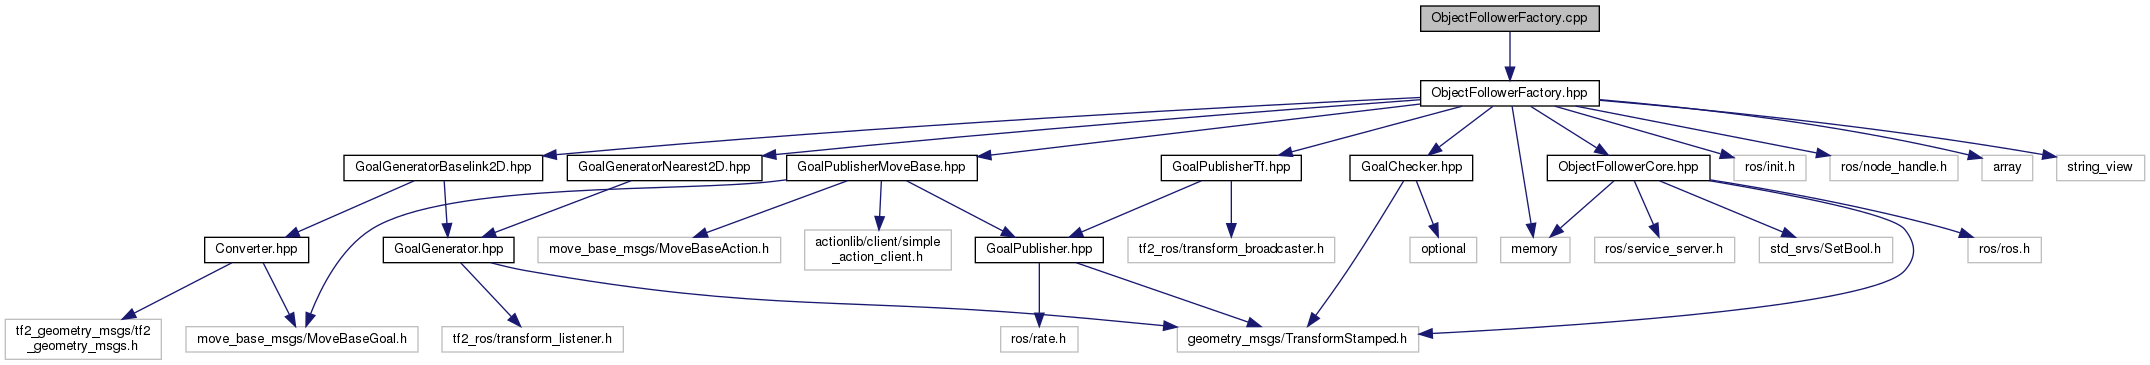 ObjectFollowerFactory.cpp
ObjectFollowerFactory.hpp
GoalGeneratorBaselink2D.hpp
GoalGeneratorNearest2D.hpp
GoalPublisherMoveBase.hpp
GoalPublisherTf.hpp
GoalChecker.hpp
ObjectFollowerCore.hpp
ros/init.h
ros/node_handle.h
array
string_view
Converter.hpp
GoalGenerator.hpp
move_base_msgs/MoveBaseAction.h
actionlib/client/simple
_action_client.h
GoalPublisher.hpp
tf2_ros/transform_broadcaster.h
optional
memory
ros/service_server.h
std_srvs/SetBool.h
ros/ros.h
tf2_geometry_msgs/tf2
_geometry_msgs.h
move_base_msgs/MoveBaseGoal.h
tf2_ros/transform_listener.h
ros/rate.h
geometry_msgs/TransformStamped.h